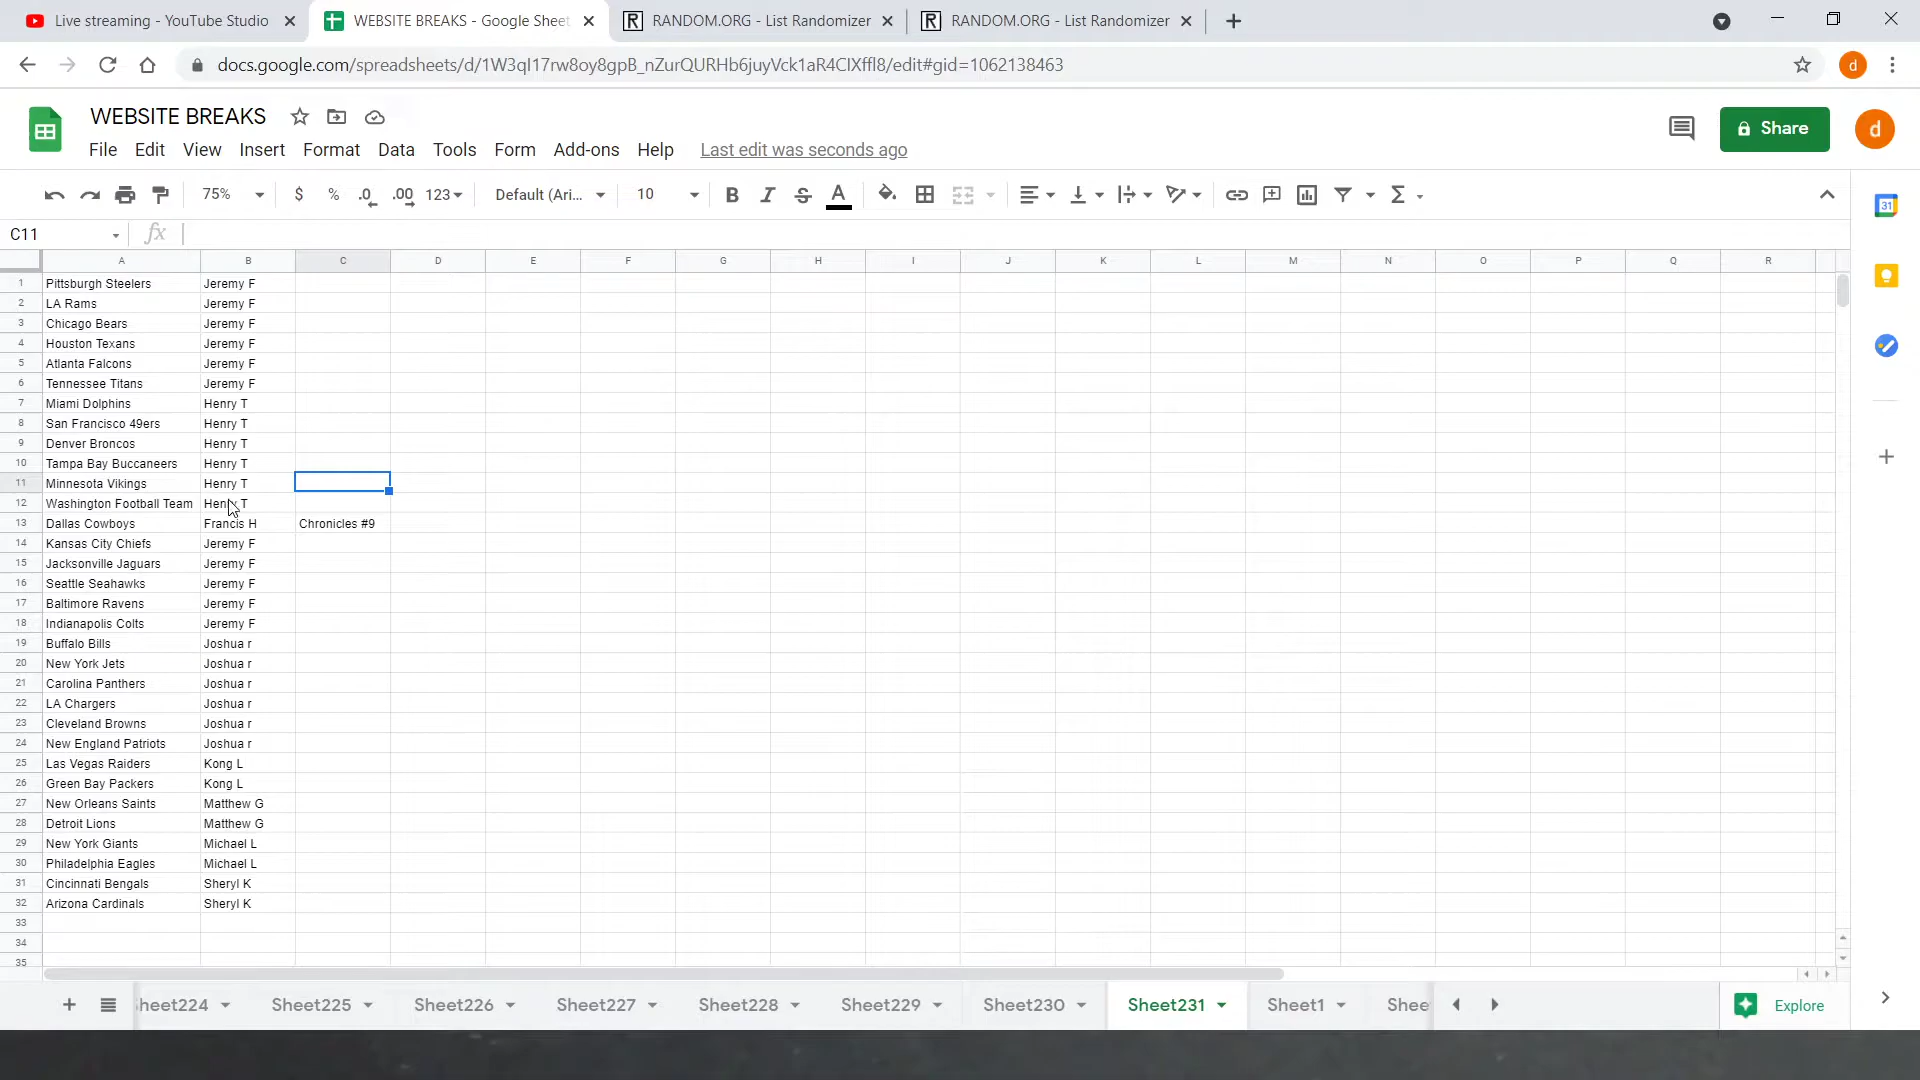 Live streaming - YouTube Studio
WEBSITE BREAKS - Google Sheet
RANDOM.ORG - List Randomizer
RANDOM.ORG - List Randomizer
docs.google.com/spreadsheets/d/1W3qI17rw8oy8gpB_nZurQURHb6juyVck1aR4ClXffl8/edit#gid=1062138463
d
WEBSITE BREAKS
File Edit View Insert Format Data Tools Form Add-ons Help Last edit was seconds ago
Share
d
75% $ % .0 .00 123 Default (Ari... 10 B I S A Σ
31
C11 fx
A B C D E F G H I J K L M N O P Q R
1 Pittsburgh Steelers Jeremy F
2 LA Rams Jeremy F
3 Chicago Bears Jeremy F
4 Houston Texans Jeremy F
5 Atlanta Falcons Jeremy F
6 Tennessee Titans Jeremy F
7 Miami Dolphins Henry T
8 San Francisco 49ers Henry T
9 Denver Broncos Henry T
10 Tampa Bay Buccaneers Henry T
11 Minnesota Vikings Henry T
12 Washington Football Team Henry T
13 Dallas Cowboys Francis H Chronicles #9
14 Kansas City Chiefs Jeremy F
15 Jacksonville Jaguars Jeremy F
16 Seattle Seahawks Jeremy F
17 Baltimore Ravens Jeremy F
18 Indianapolis Colts Jeremy F
19 Buffalo Bills Joshua r
20 New York Jets Joshua r
21 Carolina Panthers Joshua r
22 LA Chargers Joshua r
23 Cleveland Browns Joshua r
24 New England Patriots Joshua r
25 Las Vegas Raiders Kong L
26 Green Bay Packers Kong L
27 New Orleans Saints Matthew G
28 Detroit Lions Matthew G
29 New York Giants Michael L
30 Philadelphia Eagles Michael L
31 Cincinnati Bengals Sheryl K
32 Arizona Cardinals Sheryl K
33
34
35
heet224 Sheet225 Sheet226 Sheet227 Sheet228 Sheet229 Sheet230 Sheet231 Sheet1 Shee Explore